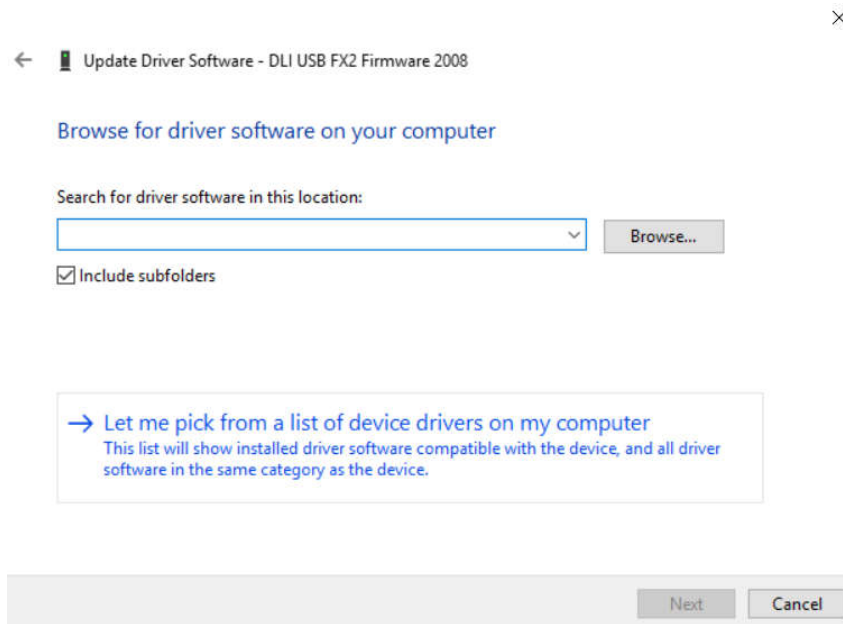 Update Driver Software - DLI USB FX2 Firmware 2008
Browse for driver software on your computer
Search for driver software in this location:
Browse...
Include subfolders
Let me pick from a list of device drivers on my computer
This list will show installed driver software compatible with the device, and all driver
software in the same category as the device.
Next
Cancel